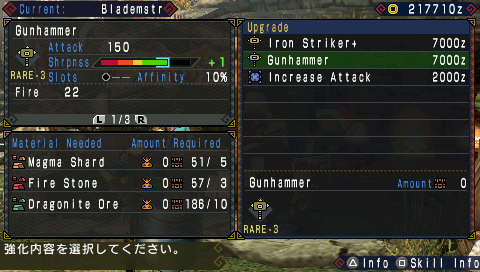 Current: Blademstr
217710z
Gunhammer
Attack 150
Shrpnss +1
RARE-3 Slots ●-- Affinity 10%
Fire 22
L 1/3 R
Material Needed Amount Required
Magma Shard 0 51/ 5
Fire Stone 0 57/ 3
Dragonite Ore 0 186/10
Upgrade
Iron Striker+ 7000z
Gunhammer 7000z
Increase Attack 2000z
Gunhammer Amount 0
RARE-3
強化内容を選択してください。
Info Skill Info